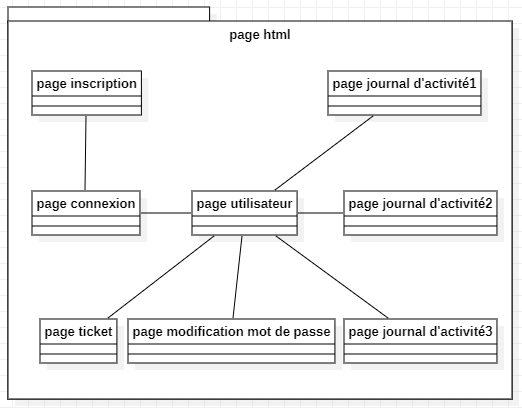 page html
page inscription
page journal d'activité1
page connexion
page utilisateur
page journal d'activité2
page ticket
page modification mot de passe
page journal d'activité3